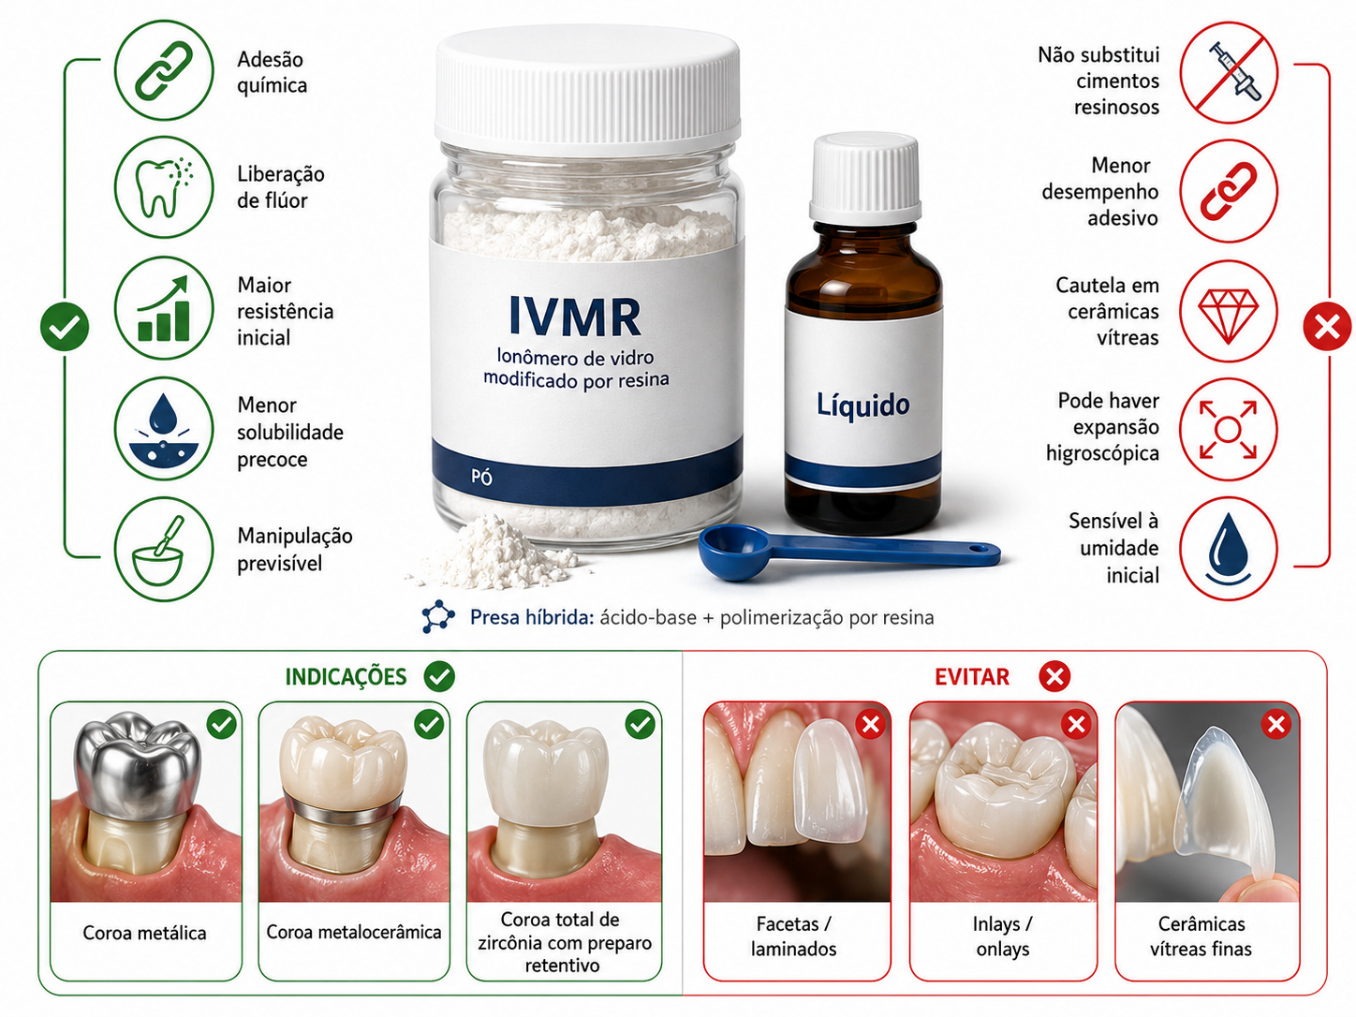 Adesão
química
Liberação
de flúor
Maior
resistência
inicial
Menor
solubilidade
precoce
Manipulação
previsível
IVMR
Ionômero de vidro
modificado por resina
PÓ
Líquido
Não substitui
cimentos
resinosos
Menor
desempenho
adesivo
Cautela em
cerâmicas
vítreas
Pode haver
expansão
higroscópica
Sensível à
umidade
inicial
Presa híbrida: ácido-base + polimerização por resina
INDICAÇÕES
Coroa metálica
Coroa metalocerâmica
Coroa total de
zircônia com preparo
retentivo
EVITAR
Facetas /
laminados
Inlays /
onlays
Cerâmicas
vítreas finas